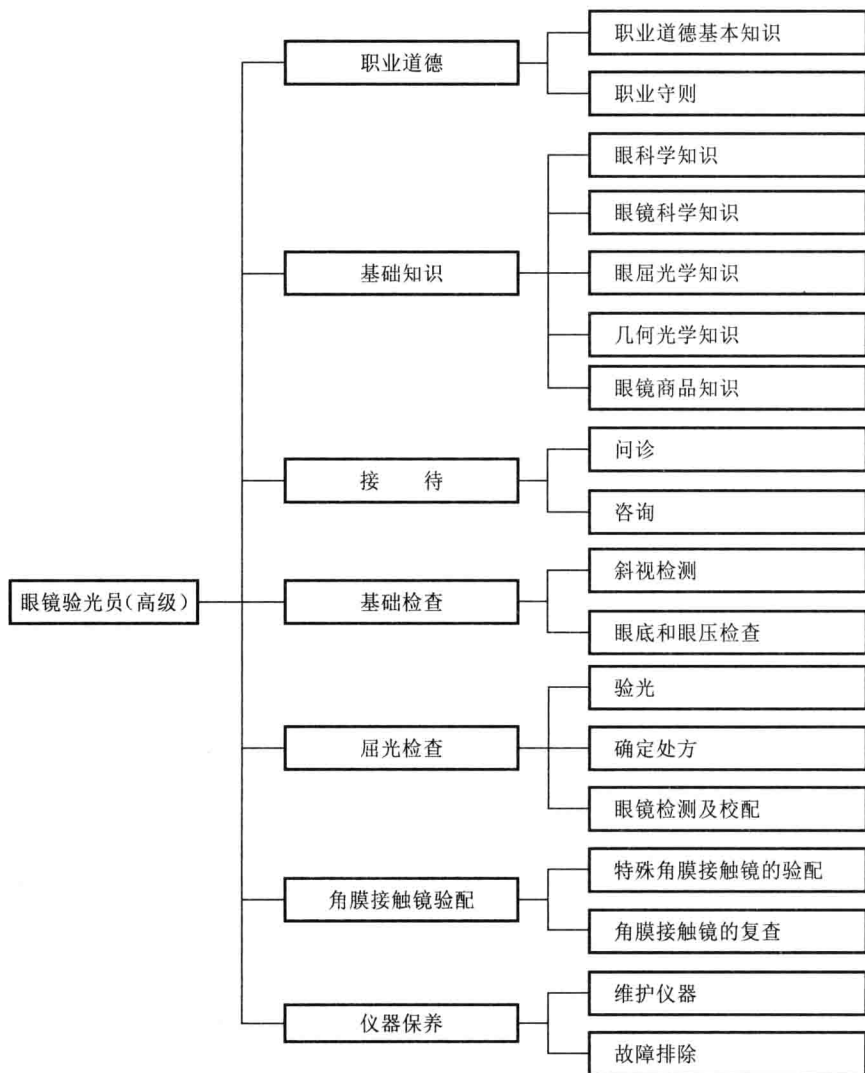 职业道德
职业道德基本知识
职业守则
基础知识
眼科学知识
眼镜科学知识
眼屈光学知识
几何光学知识
眼镜商品知识
接 待
问诊
咨询
眼镜验光员(高级)
基础检查
斜视检测
眼底和眼压检查
屈光检查
验光
确定处方
眼镜检测及校配
角膜接触镜验配
特殊角膜接触镜的验配
角膜接触镜的复查
仪器保养
维护仪器
故障排除